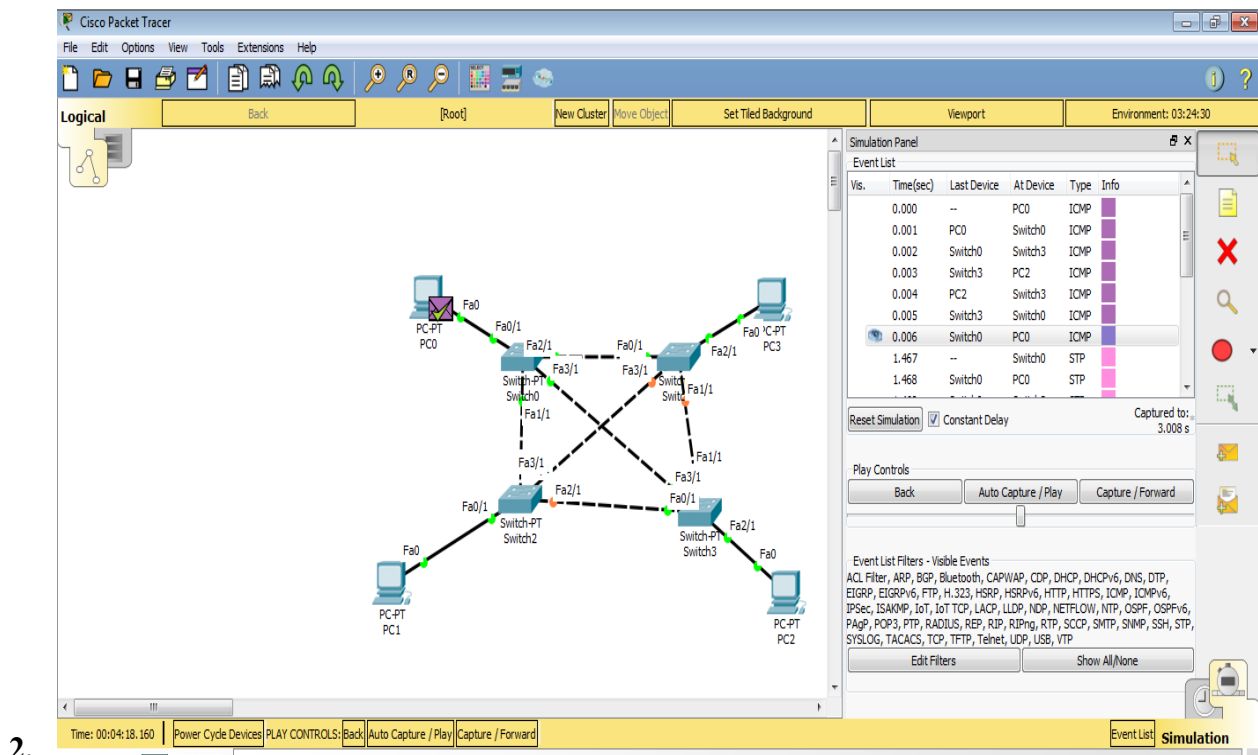 Cisco Packet Tracer
File Edit Options View Tools Extensions Help
Logical Back [Root] New Cluster Move Object Set Tiled Background Viewport Environment: 03:24:30
Simulation Panel
Event List
Vis. Time(sec) Last Device At Device Type Info
0.000 -- PC0 ICMP
0.001 PC0 Switch0 ICMP
0.002 Switch0 Switch3 ICMP
0.003 Switch3 PC2 ICMP
0.004 PC2 Switch3 ICMP
0.005 Switch3 Switch0 ICMP
0.006 Switch0 PC0 ICMP
1.467 -- Switch0 STP
1.468 Switch0 PC0 STP
Reset Simulation Constant Delay Captured to:
3.008 s
Play Controls
Back Auto Capture / Play Capture / Forward
Event List Filters - Visible Events
ACL Filter, ARP, BGP, Bluetooth, CAPWAP, CDP, DHCP, DHCPv6, DNS, DTP,
EIGRP, EIGRPv6, FTP, H.323, HSRP, HSRPv6, HTTP, HTTPS, ICMP, ICMPv6,
IPSec, ISAKMP, IoT, IoT TCP, LACP, LLDP, NDP, NETFLOW, NTP, OSPF, OSPFv6,
PAgP, POP3, PTP, RADIUS, REP, RIP, RIPng, RTP, SCCP, SMTP, SNMP, SSH, STP,
SYSLOG, TACACS, TCP, TFTP, Telnet, UDP, USB, VTP
Edit Filters Show All/None
PC-PT
PC0
Fa0
Fa0/1
Fa2/1
Fa3/1
Fa1/1
Switch-PT
Switch0
Fa0/1
Fa3/1
Fa2/1
Fa1/1
Fa0
PC3
Fa3/1
Fa2/1
Fa0/1
Switch-PT
Switch2
Fa0
PC-PT
PC1
Fa1/1
Fa3/1
Fa0/1
Fa2/1
Switch-PT
Switch3
Fa0
PC-PT
PC2
Time: 00:04:18.160 Power Cycle Devices PLAY CONTROLS: Back Auto Capture / Play Capture / Forward Event List Simulation
2.